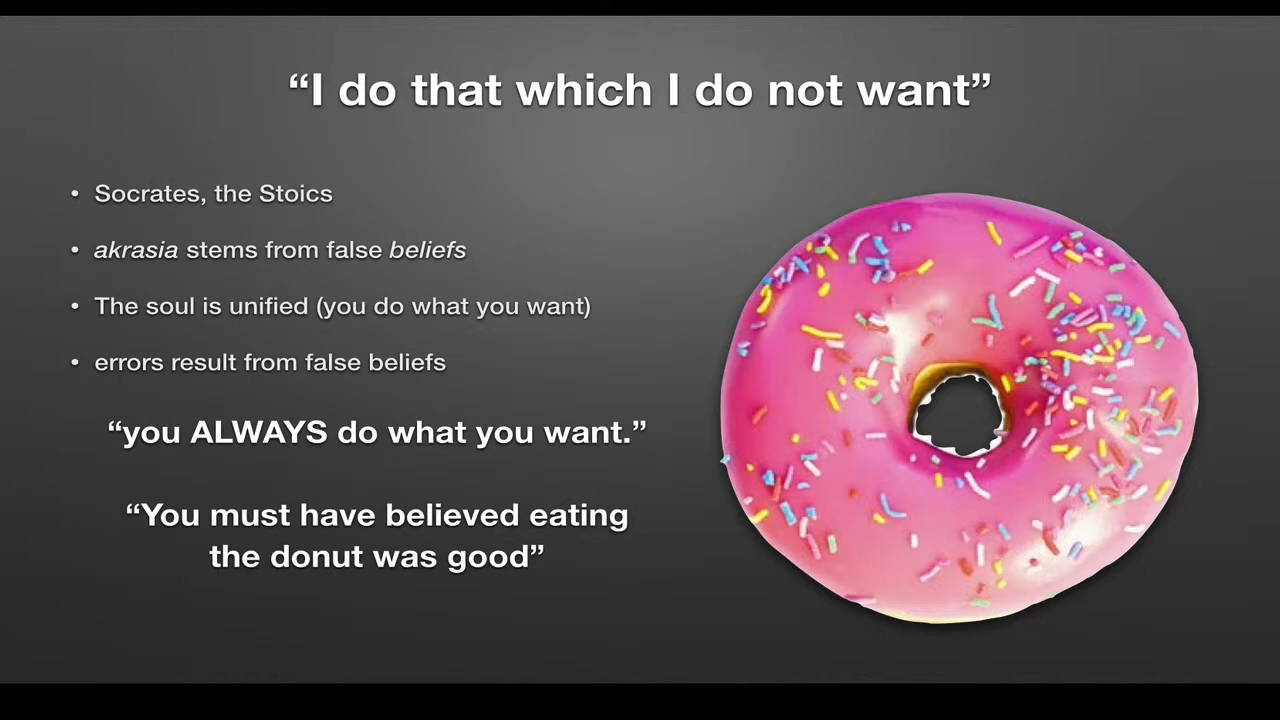 “I do that which I do not want”
• Socrates, the Stoics
• akrasia stems from false beliefs
• The soul is unified (you do what you want)
• errors result from false beliefs
“you ALWAYS do what you want.”
“You must have believed eating
the donut was good”